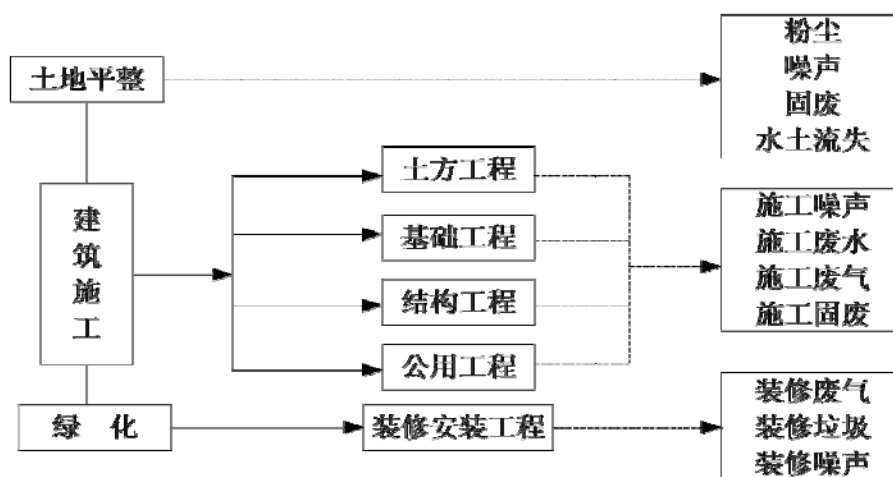 土地平整
粉尘
噪声
固废
水土流失
建
筑
施
工
土方工程
基础工程
结构工程
公用工程
施工噪声
施工废水
施工废气
施工固废
绿 化
装修安装工程
装修废气
装修垃圾
装修噪声